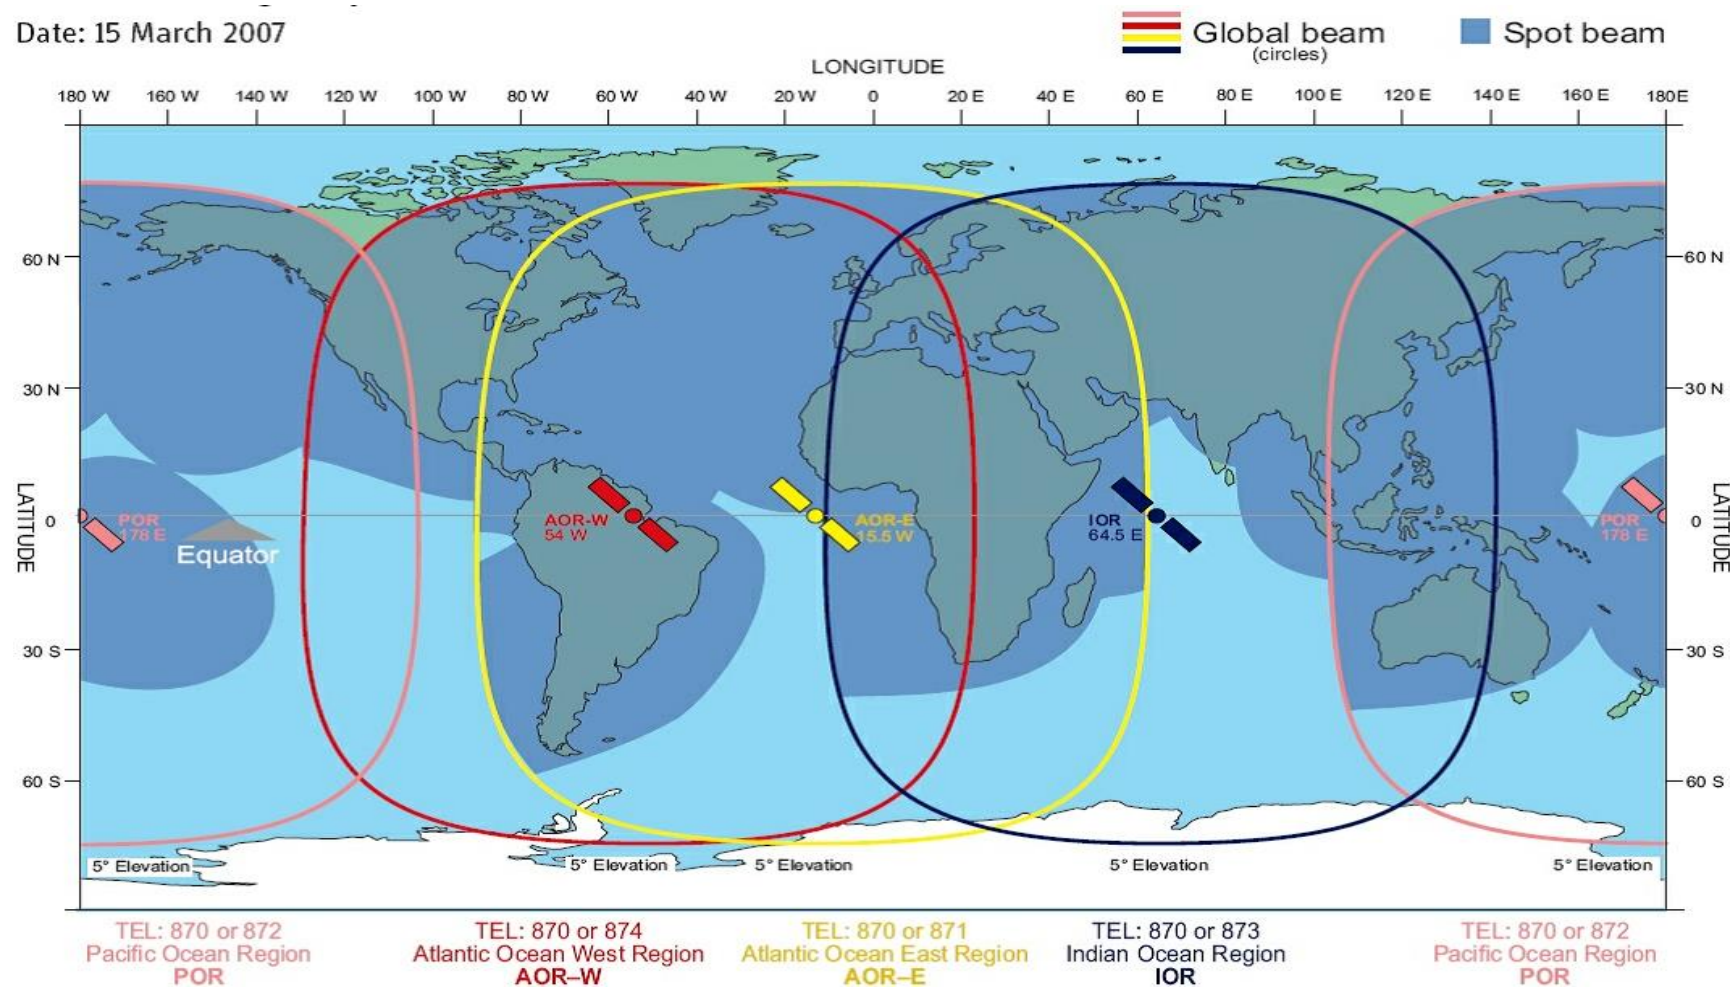 Date: 15 March 2007
Global beam
(circles)
Spot beam
LONGITUDE
180 W 160 W 140 W 120 W 100 W 80 W 60 W 40 W 20 W 0 20 E 40 E 60 E 80 E 100 E 120 E 140 E 160 E 180E
60 N 60 N
30 N 30 N
LATITUDE LATITUDE
0 0
POR
178 E
Equator
AOR-W
54 W
AOR-E
15.5 W
IOR
64.5 E
POR
178 E
30 S 30 S
60 S 60 S
5° Elevation 5° Elevation 5° Elevation 5° Elevation 5° Elevation
TEL: 870 or 872
Pacific Ocean Region
POR
TEL: 870 or 874
Atlantic Ocean West Region
AOR–W
TEL: 870 or 871
Atlantic Ocean East Region
AOR–E
TEL: 870 or 873
Indian Ocean Region
IOR
TEL: 870 or 872
Pacific Ocean Region
POR